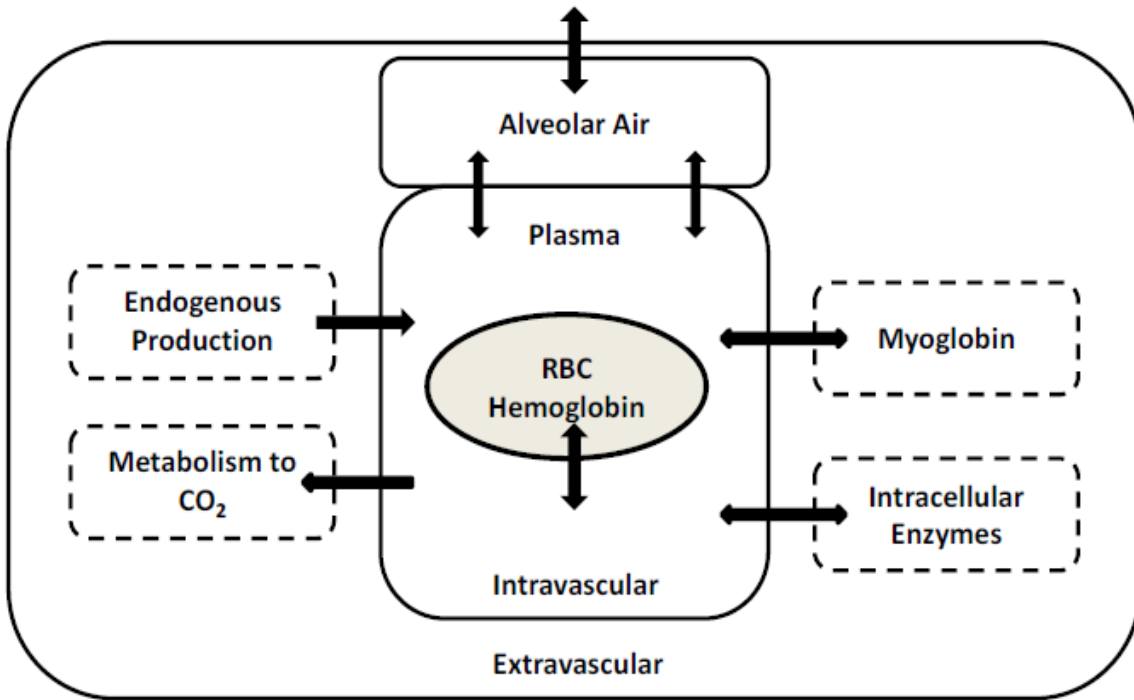 Alveolar Air
Plasma
Endogenous
Production
RBC
Hemoglobin
Myoglobin
Metabolism to
CO₂
Intracellular
Enzymes
Intravascular
Extravascular